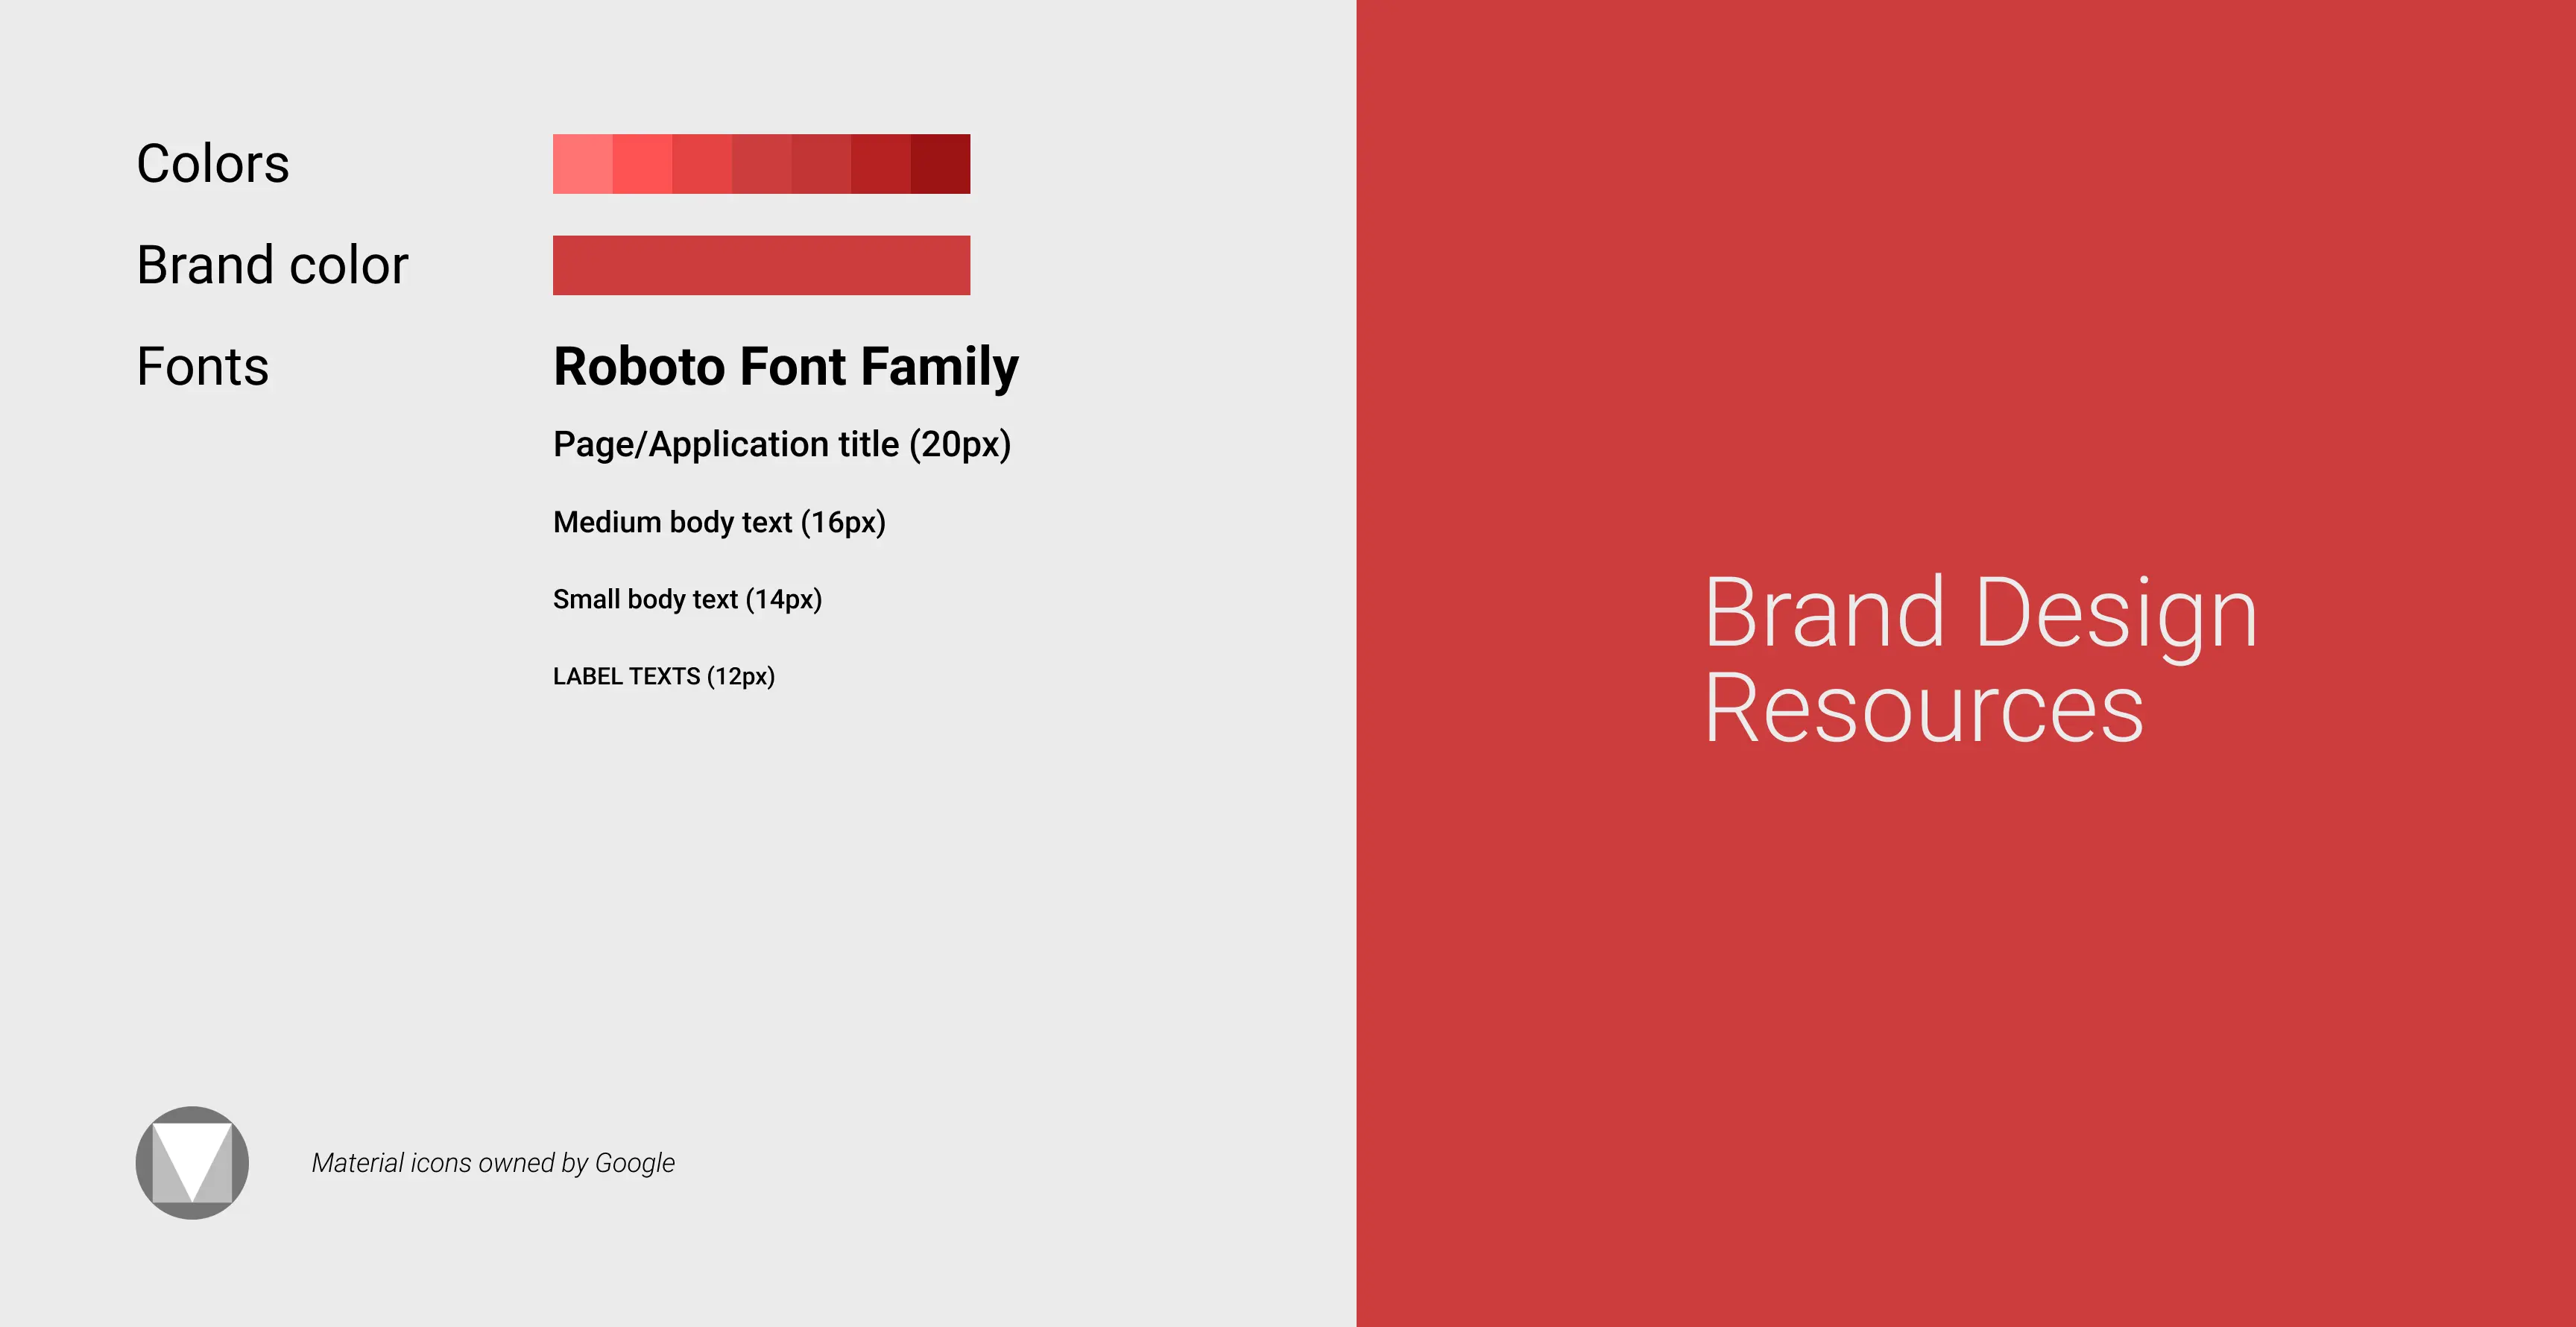 Colors
Brand color
Fonts
Roboto Font Family
Page/Application title (20px)
Medium body text (16px)
Small body text (14px)
LABEL TEXTS (12px)
Material icons owned by Google
Brand Design
Resources